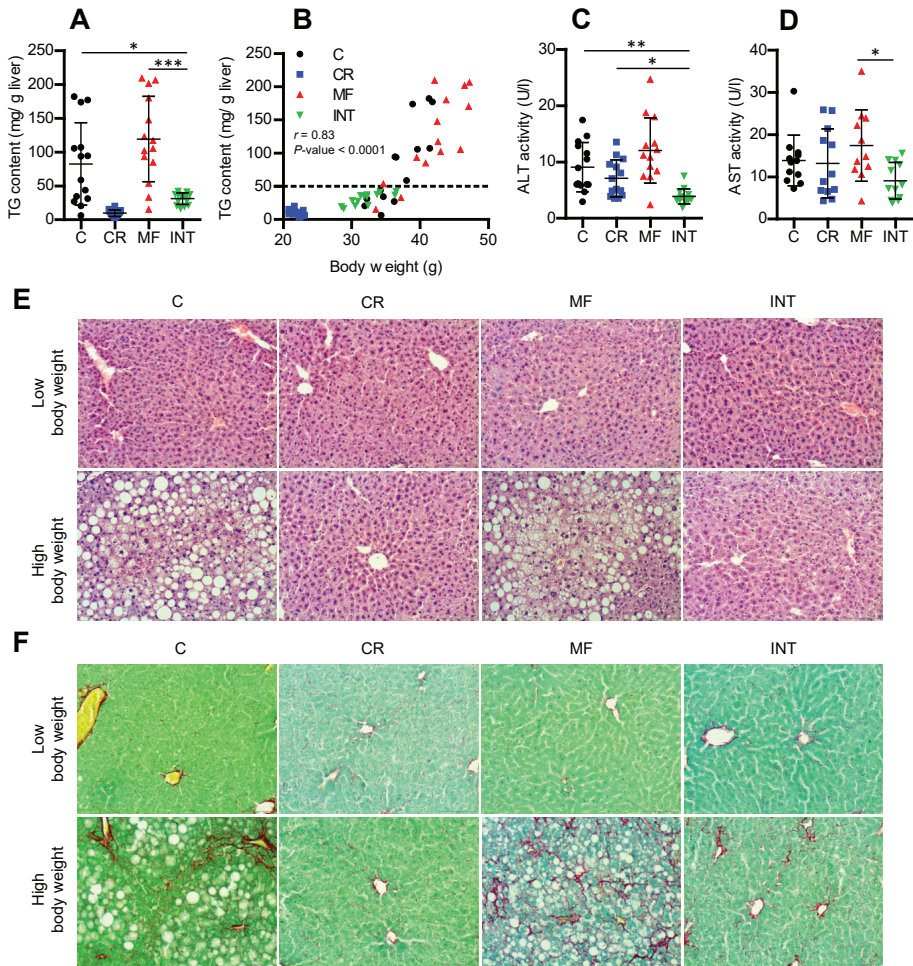 A
B
C
D
*
***
TG content (mg/ g liver)
250
200
150
100
50
0
C CR MF INT
TG content (mg/ g liver)
250
200
150
100
50
0
C
CR
MF
INT
r = 0.83
P-value < 0.0001
20 30 40 50
Body weight (g)
**
*
ALT activity (U/l)
30
20
10
0
C CR MF INT
*
AST activity (U/l)
40
30
20
10
0
C CR MF INT
E
C CR MF INT
Low
body weight
High
body weight
F
C CR MF INT
Low
body weight
High
body weight